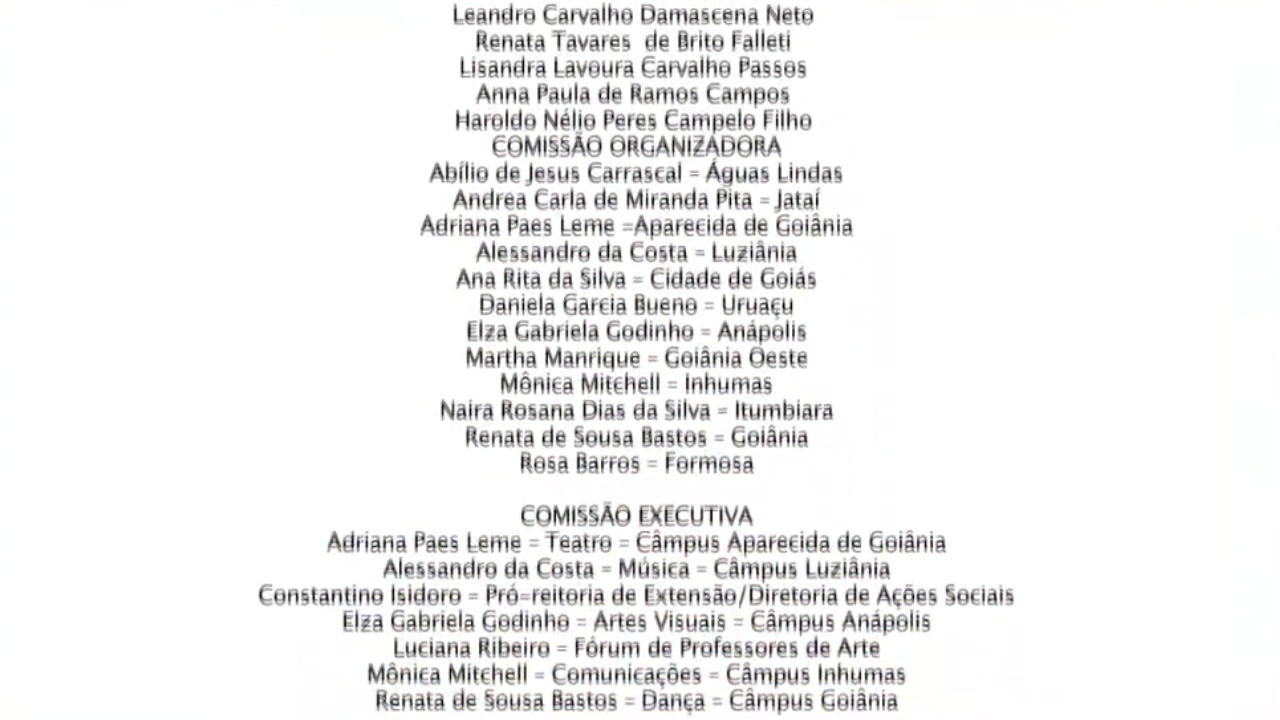 Leandro Carvalho Damascena Neto
Renata Tavares de Brito Falleti
Lisandra Lavoura Carvalho Passos
Anna Paula de Ramos Campos
Haroldo Nélio Peres Campelo Filho
COMISSÃO ORGANIZADORA
Abílio de Jesus Carrascal - Águas Lindas
Andrea Carla de Miranda Pita - Jataí
Adriana Paes Leme -Aparecida de Goiânia
Alessandro da Costa - Luziânia
Ana Rita da Silva - Cidade de Goiás
Daniela Garcia Bueno - Uruaçu
Elza Gabriela Godinho - Anápolis
Martha Manrique - Goiânia Oeste
Mônica Mitchell - Inhumas
Naira Rosana Dias da Silva - Itumbiara
Renata de Sousa Bastos - Goiânia
Rosa Barros - Formosa
COMISSÃO EXECUTIVA
Adriana Paes Leme - Teatro - Câmpus Aparecida de Goiânia
Alessandro da Costa - Música - Câmpus Luziânia
Constantino Isidoro - Pró-reitoria de Extensão/Diretoria de Ações Sociais
Elza Gabriela Godinho - Artes Visuais - Câmpus Anápolis
Luciana Ribeiro - Fórum de Professores de Arte
Mônica Mitchell - Comunicações - Câmpus Inhumas
Renata de Sousa Bastos - Dança - Câmpus Goiânia